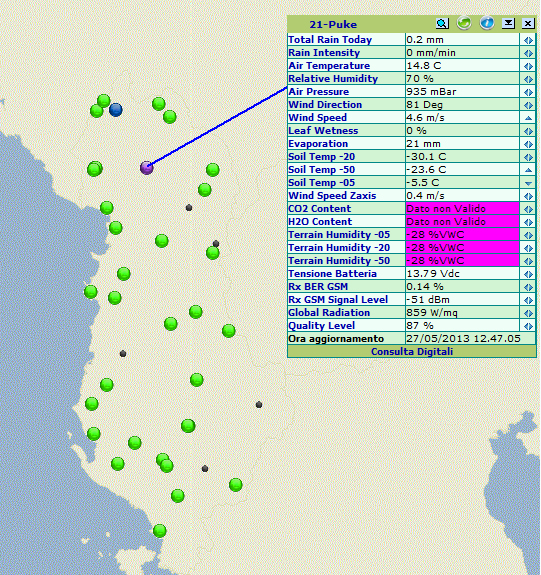 21-Puke
Total Rain Today 0.2 mm
Rain Intensity 0 mm/min
Air Temperature 14.8 C
Relative Humidity 70 %
Air Pressure 935 mBar
Wind Direction 81 Deg
Wind Speed 4.6 m/s
Leaf Wetness 0 %
Evaporation 21 mm
Soil Temp -20 -30.1 C
Soil Temp -50 -23.6 C
Soil Temp -05 -5.5 C
Wind Speed Zaxis 0.4 m/s
CO2 Content Dato non Valido
H2O Content Dato non Valido
Terrain Humidity -05 -28 %VWC
Terrain Humidity -20 -28 %VWC
Terrain Humidity -50 -28 %VWC
Tensione Batteria 13.79 Vdc
Rx BER GSM 0.14 %
Rx GSM Signal Level -51 dBm
Global Radiation 859 W/mq
Quality Level 87 %
Ora aggiornamento 27/05/2013 12.47.05
Consulta Digitali